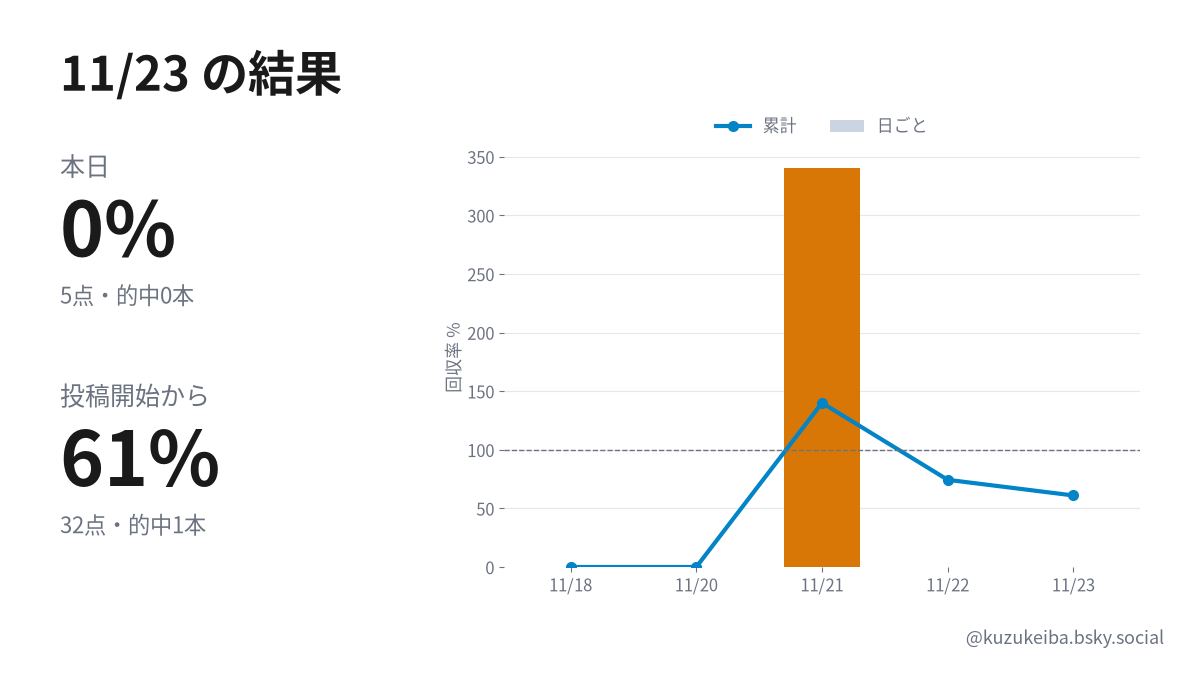 11/23 の結果
本日
0%
5点・的中0本
投稿開始から
61%
32点・的中1本
累計
日ごと
回収率 %
350
300
250
200
150
100
50
0
11/18
11/20
11/21
11/22
11/23
@kuzukeiba.bsky.social